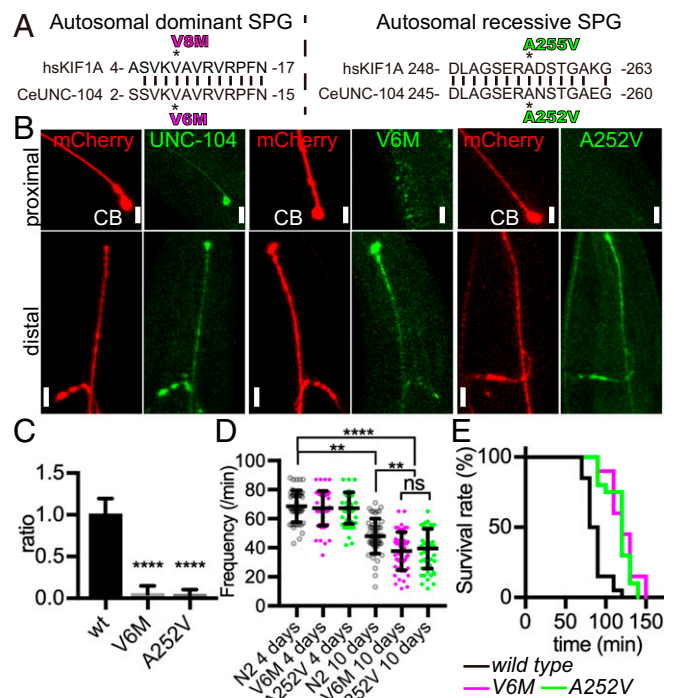 A Autosomal dominant SPG Autosomal recessive SPG
V8M
*
hsKIF1A 4- ASVKVAVRVRPFN -17
CeUNC-104 2- SSVKVAVRVRPFN -15
*
V6M
A255V
*
hsKIF1A 248- DLAGSERADSTGAKG -263
CeUNC-104 245- DLAGSERANSTGAEG -260
*
A252V
B
proximal
mCherry UNC-104 mCherry V6M mCherry A252V
CB CB CB
distal
C
ratio
1.5
1.0
0.5
0.0
**** ****
wt V6M A252V
D
Frequency (/min)
100
80
60
40
20
0
****
**
**
ns
N2 4 days
V6M 4 days
A252V 4 days
N2 10 days
V6M 10 days
252V 10 days
E
Survival rate (%)
100
50
0
0 50 100 150
time (min)
wild type
V6M A252V